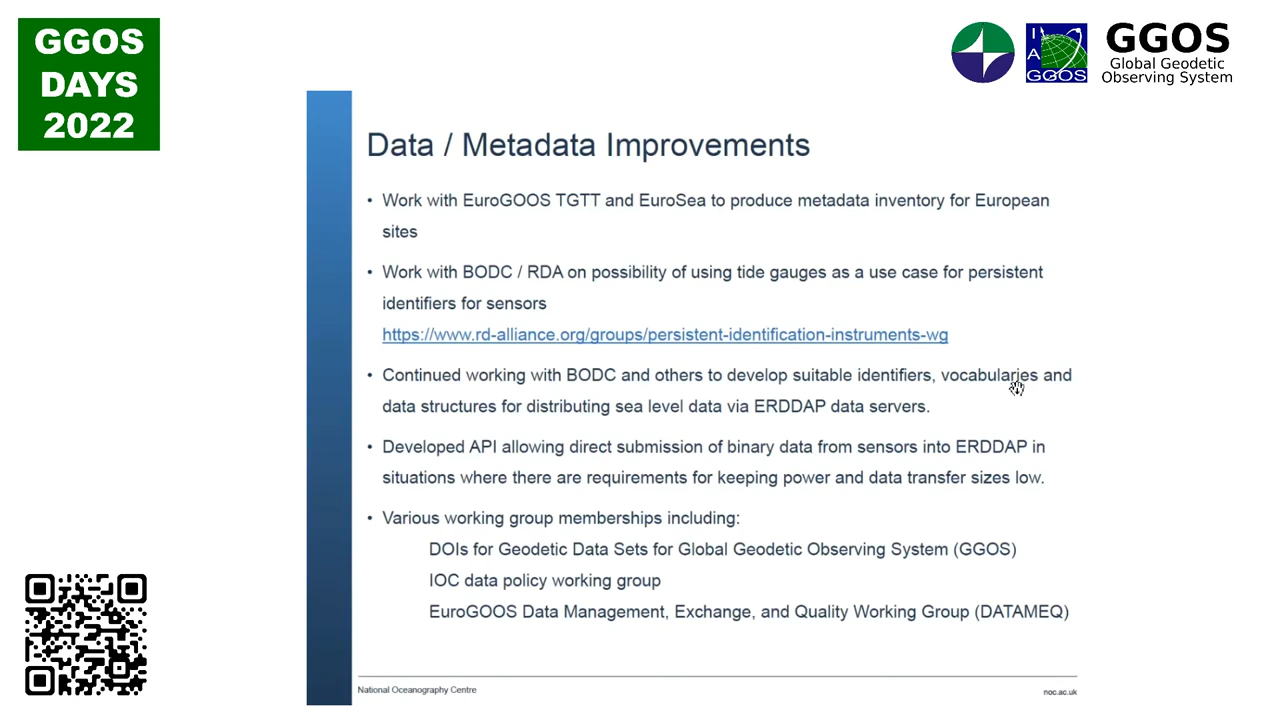 GGOS
DAYS
2022
I
A
GGOS
GGOS
Global Geodetic
Observing System
Data / Metadata Improvements
• Work with EuroGOOS TGTT and EuroSea to produce metadata inventory for European
sites
• Work with BODC / RDA on possibility of using tide gauges as a use case for persistent
identifiers for sensors
https://www.rd-alliance.org/groups/persistent-identification-instruments-wg
• Continued working with BODC and others to develop suitable identifiers, vocabularies and
data structures for distributing sea level data via ERDDAP data servers.
• Developed API allowing direct submission of binary data from sensors into ERDDAP in
situations where there are requirements for keeping power and data transfer sizes low.
• Various working group memberships including:
DOIs for Geodetic Data Sets for Global Geodetic Observing System (GGOS)
IOC data policy working group
EuroGOOS Data Management, Exchange, and Quality Working Group (DATAMEQ)
National Oceanography Centre
noc.ac.uk